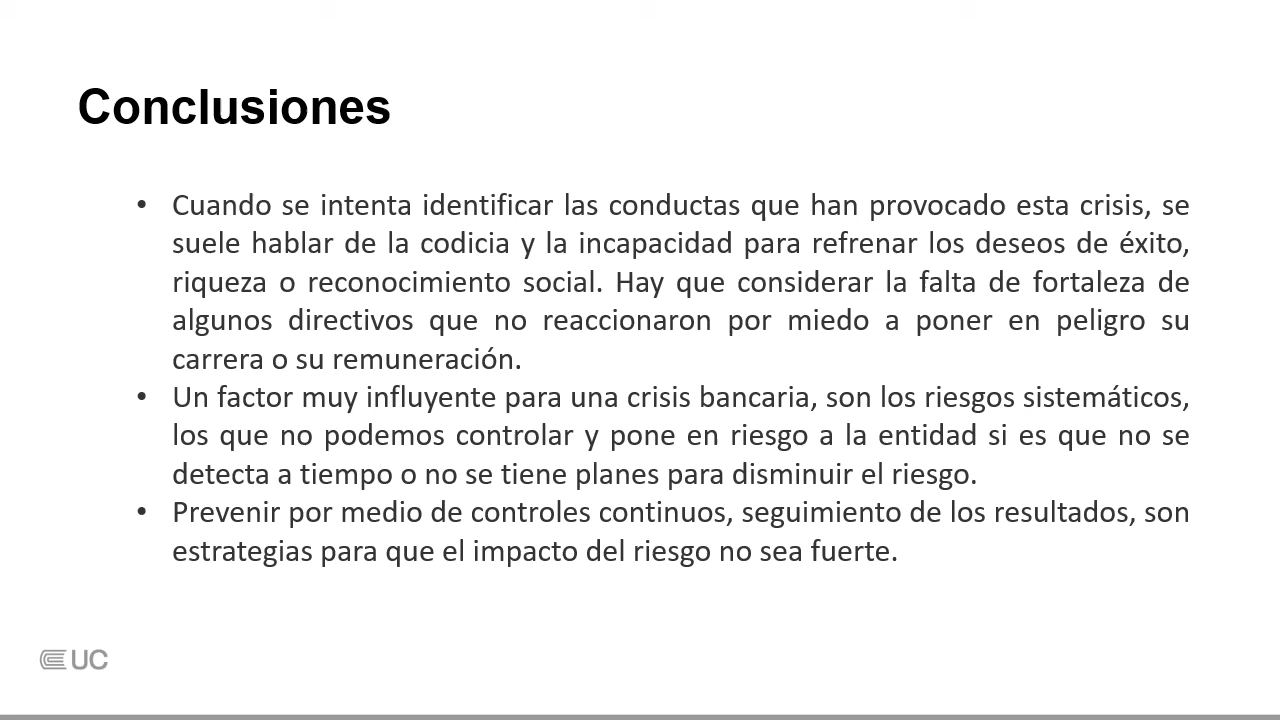 Conclusiones
• Cuando se intenta identificar las conductas que han provocado esta crisis, se
suele hablar de la codicia y la incapacidad para refrenar los deseos de éxito,
riqueza o reconocimiento social. Hay que considerar la falta de fortaleza de
algunos directivos que no reaccionaron por miedo a poner en peligro su
carrera o su remuneración.
• Un factor muy influyente para una crisis bancaria, son los riesgos sistemáticos,
los que no podemos controlar y pone en riesgo a la entidad si es que no se
detecta a tiempo o no se tiene planes para disminuir el riesgo.
• Prevenir por medio de controles continuos, seguimiento de los resultados, son
estrategias para que el impacto del riesgo no sea fuerte.
UC